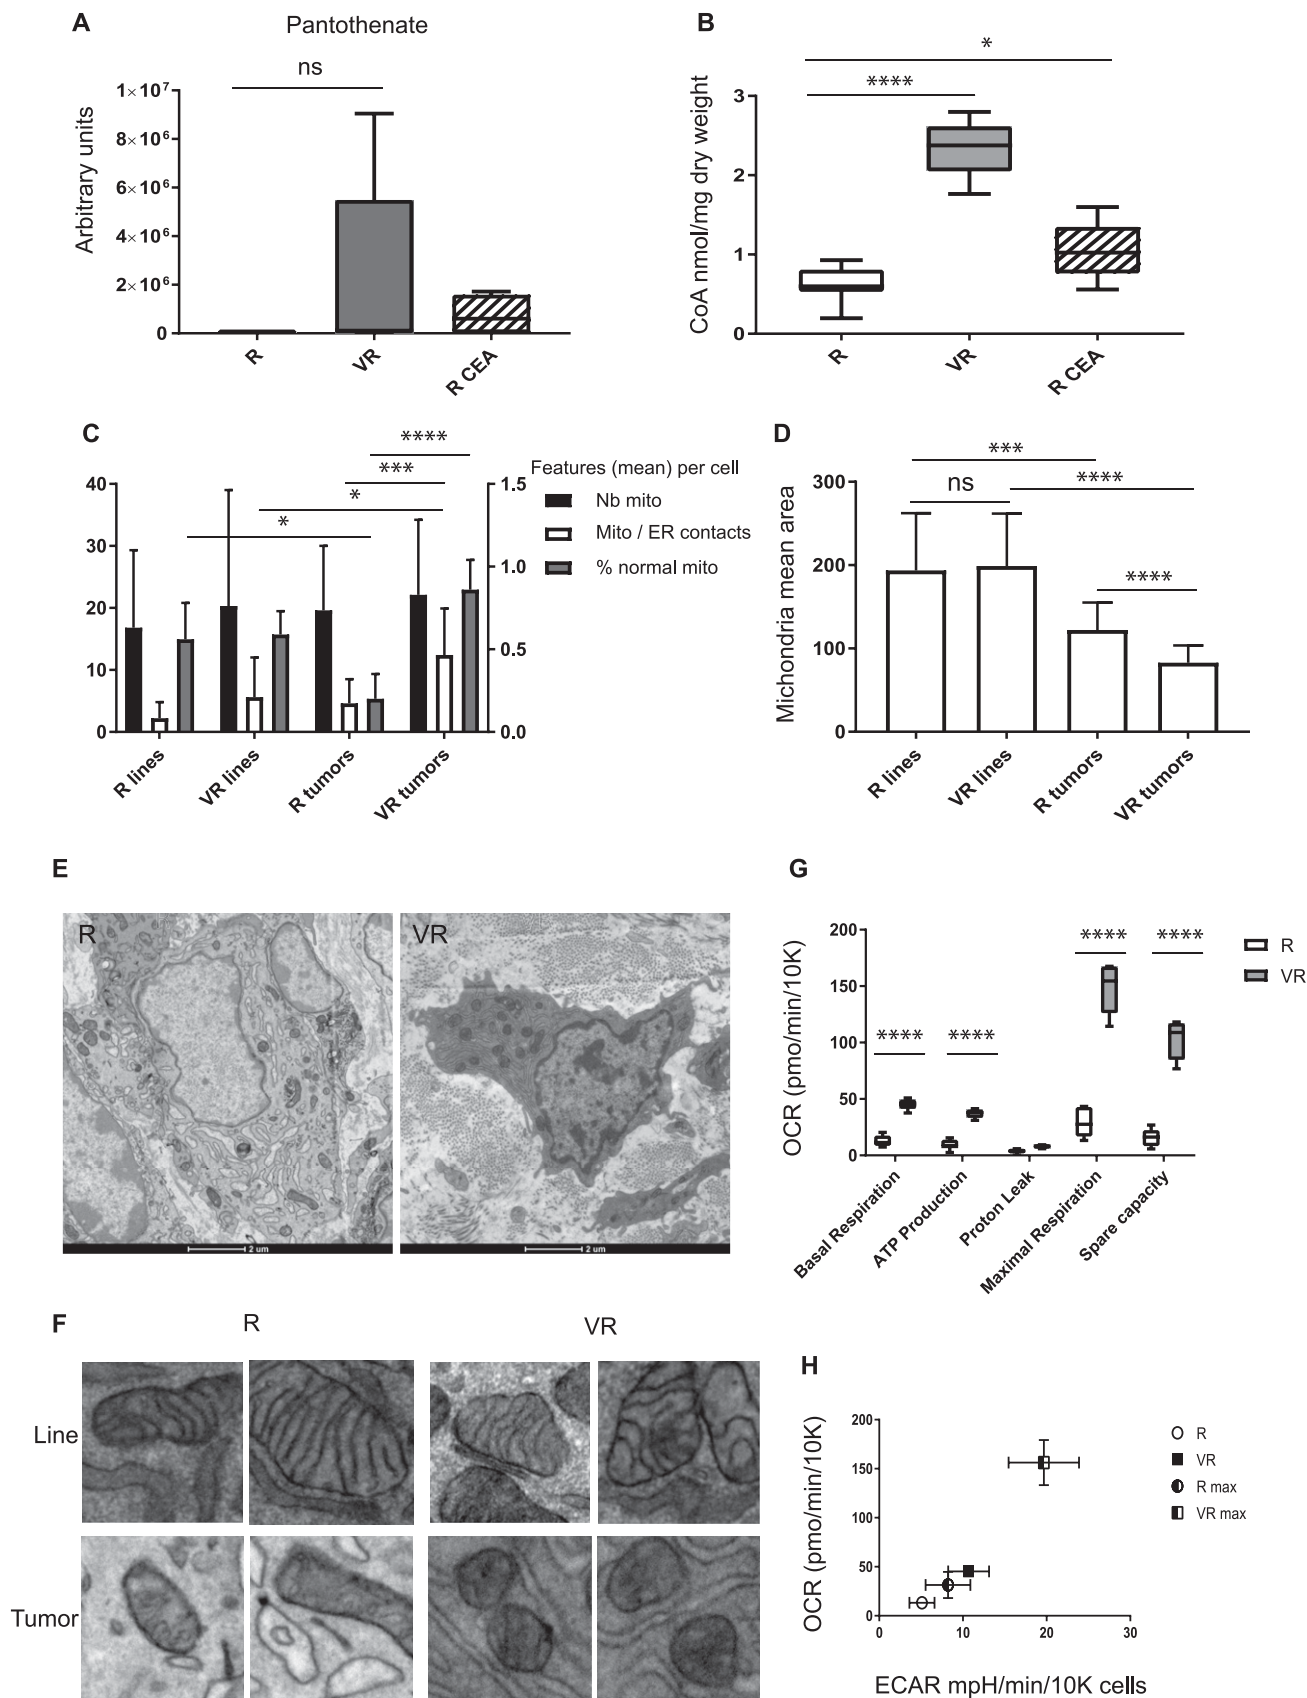 A
Pantothenate
ns
Arbitrary units
1×10⁷
8×10⁶
6×10⁶
4×10⁶
2×10⁶
0
R
VR
R CEA
B
*
****
CoA nmol/mg dry weight
3
2
1
0
R
VR
R CEA
C
****
***
*
*
Features (mean) per cell
Nb mito
Mito / ER contacts
% normal mito
40
30
20
10
0
1.5
1.0
0.5
0.0
R lines
VR lines
R tumors
VR tumors
D
***
ns
****
****
Michondria mean area
300
200
100
0
R lines
VR lines
R tumors
VR tumors
E
R
2 um
VR
2 um
G
OCR (pmo/min/10K)
200
150
100
50
0
****
****
****
****
R
VR
Basal Respiration
ATP Production
Proton Leak
Maximal Respiration
Spare capacity
F
R
VR
Line
Tumor
H
OCR (pmo/min/10K)
200
150
100
50
0
0
10
20
30
R
VR
R max
VR max
ECAR mpH/min/10K cells